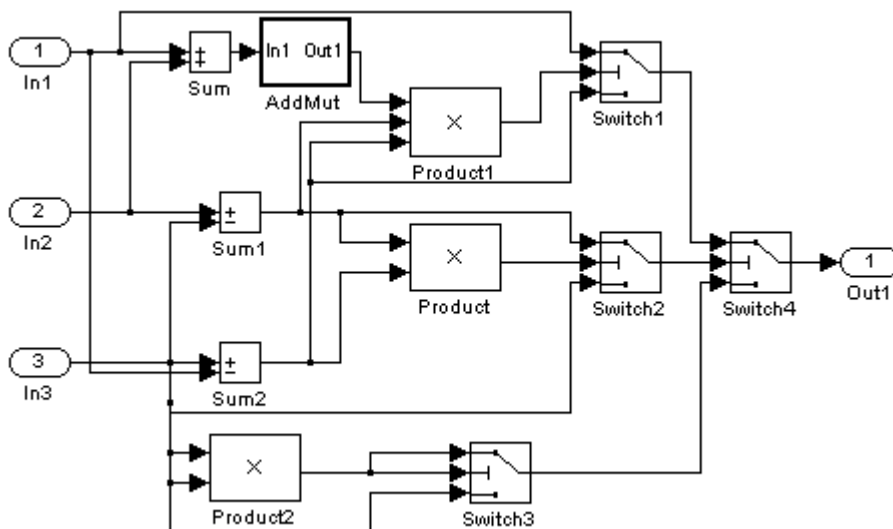 1
In1
Sum
In1 Out1
AddMut
Product1
Switch1
2
In2
Sum1
Product
Switch2
Switch4
1
Out1
3
In3
Sum2
Product2
Switch3